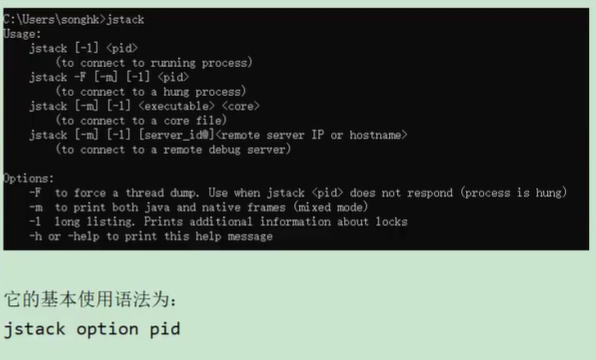 C:\Users\songhk>jstack
Usage:
    jstack [-l] <pid>
        (to connect to running process)
    jstack -F [-m] [-l] <pid>
        (to connect to a hung process)
    jstack [-m] [-l] <executable> <core>
        (to connect to a core file)
    jstack [-m] [-l] [server_id@]<remote server IP or hostname>
        (to connect to a remote debug server)

Options:
    -F  to force a thread dump. Use when jstack <pid> does not respond (process is hung)
    -m  to print both java and native frames (mixed mode)
    -l  long listing. Prints additional information about locks
    -h or -help to print this help message

它的基本使用语法为:
jstack option pid